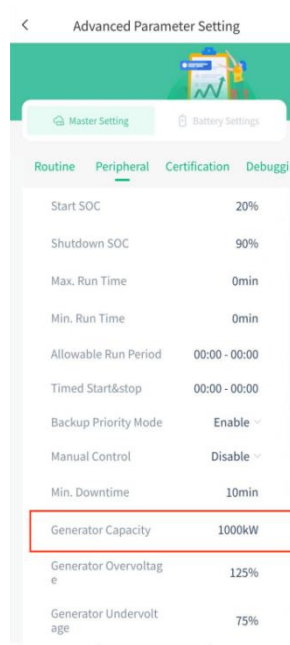 Advanced Parameter Setting
Master Setting Battery Settings
Routine Peripheral Certification Debuggi
Start SOC 20%
Shutdown SOC 90%
Max. Run Time 0min
Min. Run Time 0min
Allowable Run Period 00:00 - 00:00
Timed Start&stop 00:00 - 00:00
Backup Priority Mode Enable
Manual Control Disable
Min. Downtime 10min
Generator Capacity 1000kW
Generator Overvoltag
e 125%
Generator Undervolt
age 75%